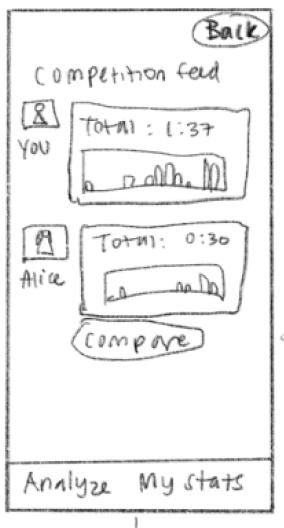 Back
Competition feed
Total: 1:37
You
Total: 0:30
Alice
Compare
Analyze My stats